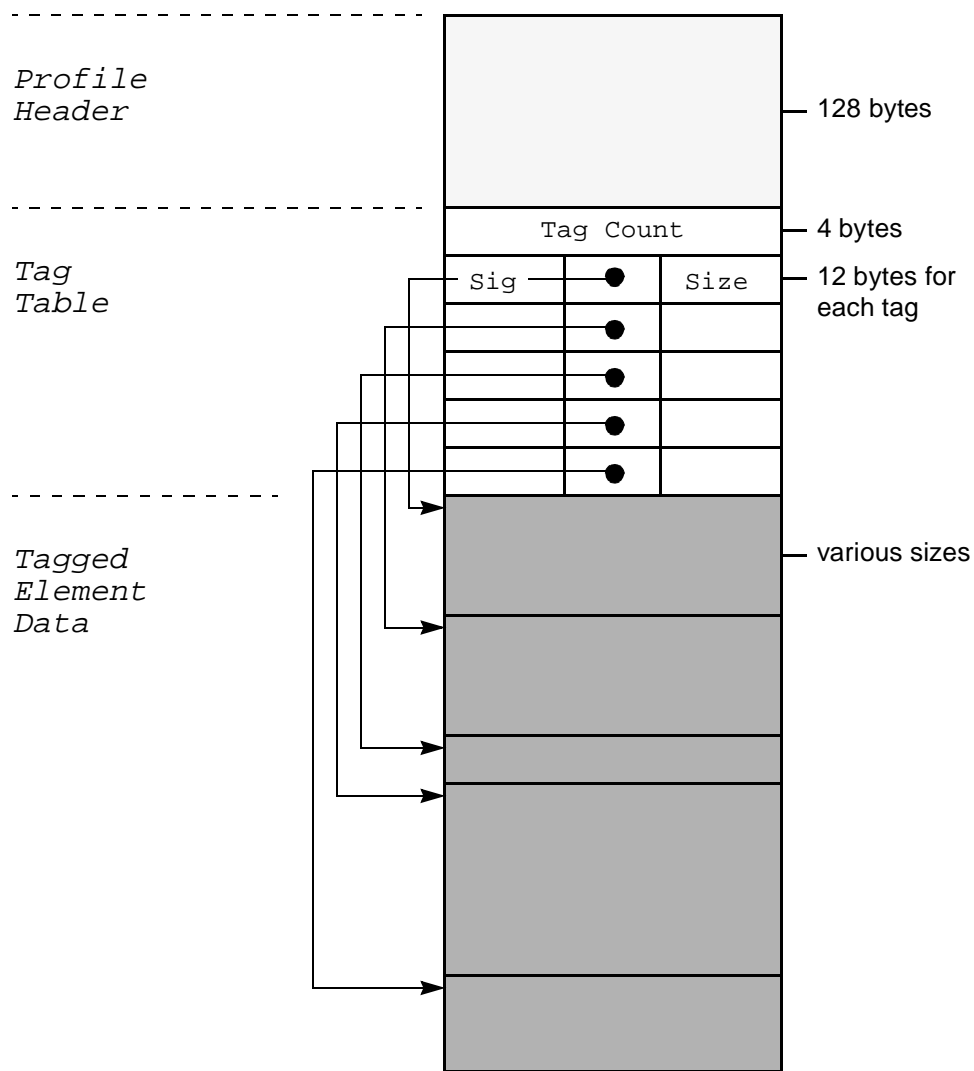 Profile
Header
128 bytes
Tag Count
4 bytes
Tag
Table
Sig
Size
12 bytes for
each tag
Tagged
Element
Data
various sizes